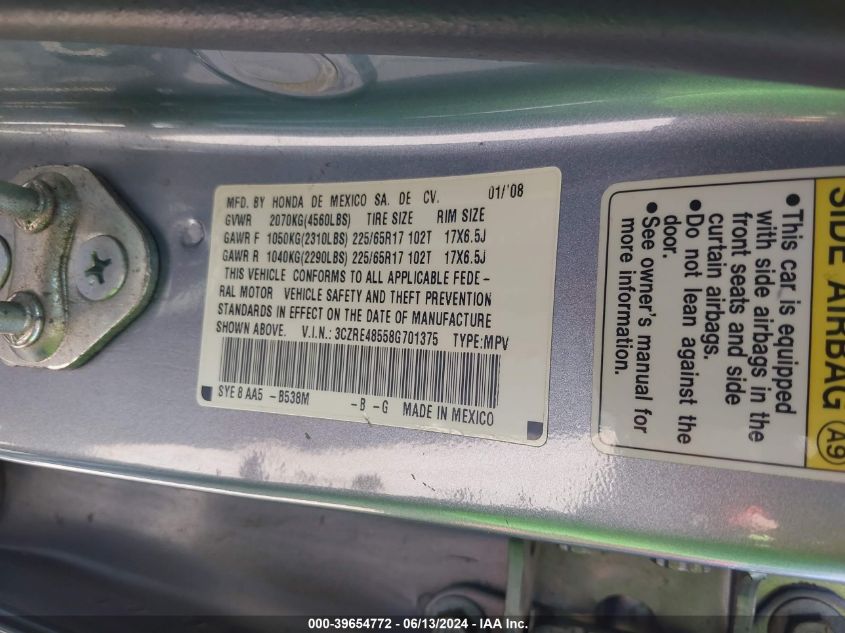 MFD. BY HONDA DE MEXICO SA. DE CV. 01/'08
GVWR 2070KG(4560LBS) TIRE SIZE RIM SIZE
GAWR F 1050KG(2310LBS) 225/65R17 102T 17X6.5J
GAWR R 1040KG(2290LBS) 225/65R17 102T 17X6.5J
THIS VEHICLE CONFORMS TO ALL APPLICABLE FEDE -
RAL MOTOR VEHICLE SAFETY AND THEFT PREVENTION
STANDARDS IN EFFECT ON THE DATE OF MANUFACTURE
SHOWN ABOVE. V.I.N.: 3CZRE48558G701375 TYPE:MPV
SYE 8 AA5 -B538M -B -G MADE IN MEXICO
SIDE AIRBAG A9
●This car is equipped
with side airbags in the
front seats and side
curtain airbags.
●Do not lean against the
door.
●See owner's manual for
more information.
000-39654772 - 06/13/2024 - IAA Inc.